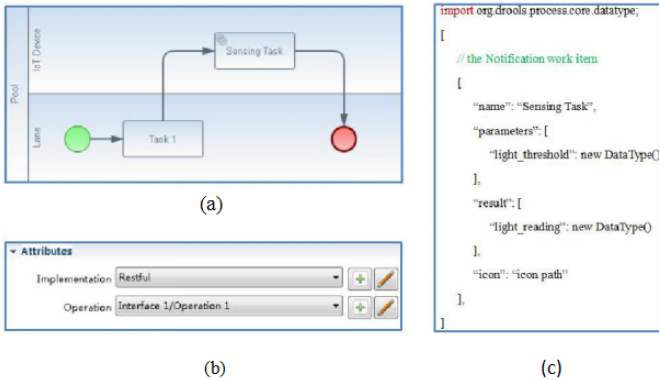 Pool
IoT Device
Lane
Sensing Task
Task 1
(a)
Attributes
Implementation Restful
Operation Interface 1/Operation 1
(b)
import org.drools.process.core.datatype;
[
// the Notification work item
[
“name”: “Sensing Task”,
“parameters”: [
“light_threshold”: new DataType()
],
“result”: [
“light_reading”: new DataType()
],
“icon”: “icon path”
],
]
(c)